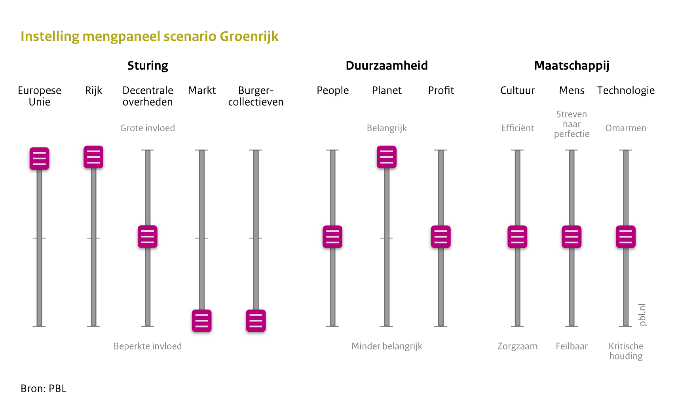 Instelling mengpaneel scenario Groenrijk
Sturing
Duurzaamheid
Maatschappij
Europese
Unie
Rijk
Decentrale
overheden
Markt
Burger-
collectieven
People
Planet
Profit
Cultuur
Mens
Technologie
Grote invloed
Belangrijk
Efficiënt
Streven
naar
perfectie
Omarmen
pbl.nl
Beperkte invloed
Minder belangrijk
Zorgzaam
Feilbaar
Kritische
houding
Bron: PBL